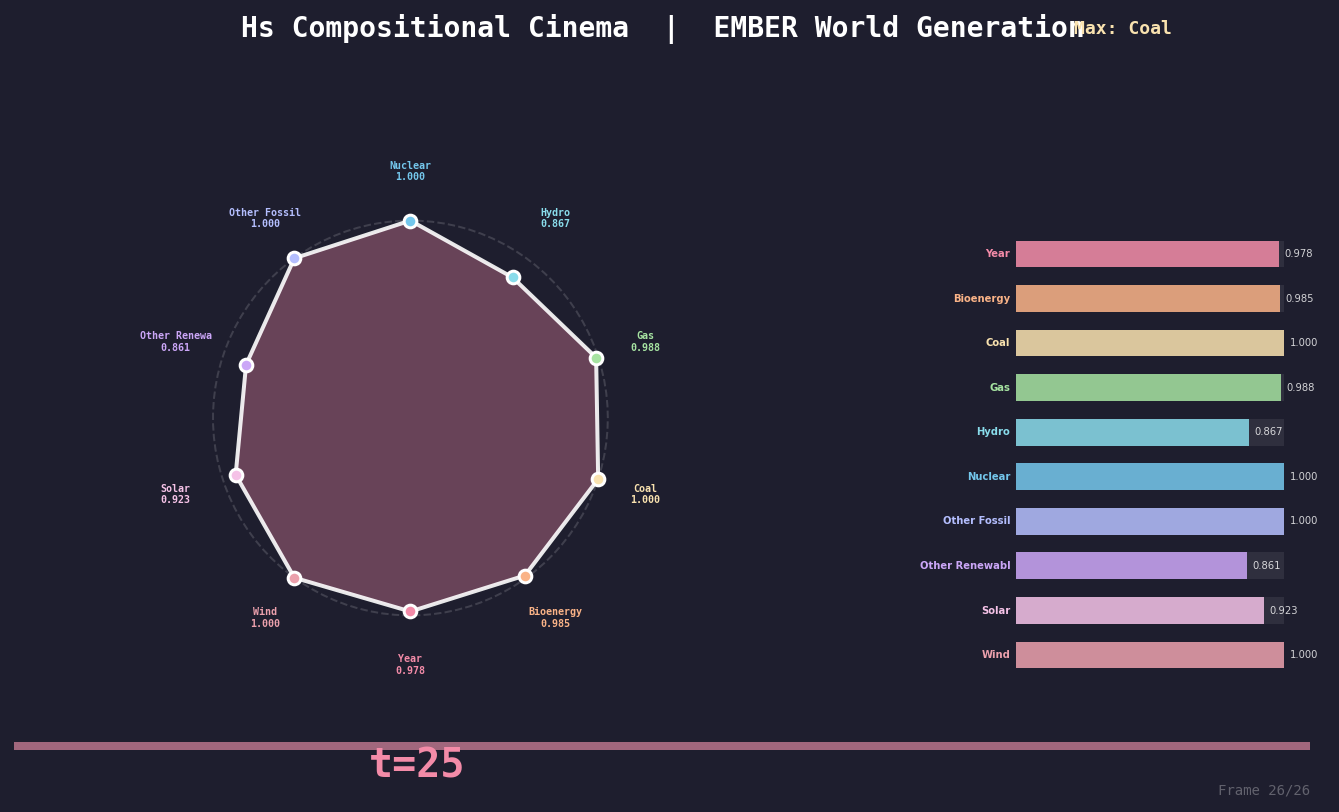 Hs Compositional Cinema | EMBER World Generation
Max: Coal
Nuclear
1.000
Other Fossil
1.000
Hydro
0.867
Other Renewa
0.861
Gas
0.988
Solar
0.923
Coal
1.000
Wind
1.000
Bioenergy
0.985
Year
0.978
Year 0.978
Bioenergy 0.985
Coal 1.000
Gas 0.988
Hydro 0.867
Nuclear 1.000
Other Fossil 1.000
Other Renewabl 0.861
Solar 0.923
Wind 1.000
t=25
Frame 26/26